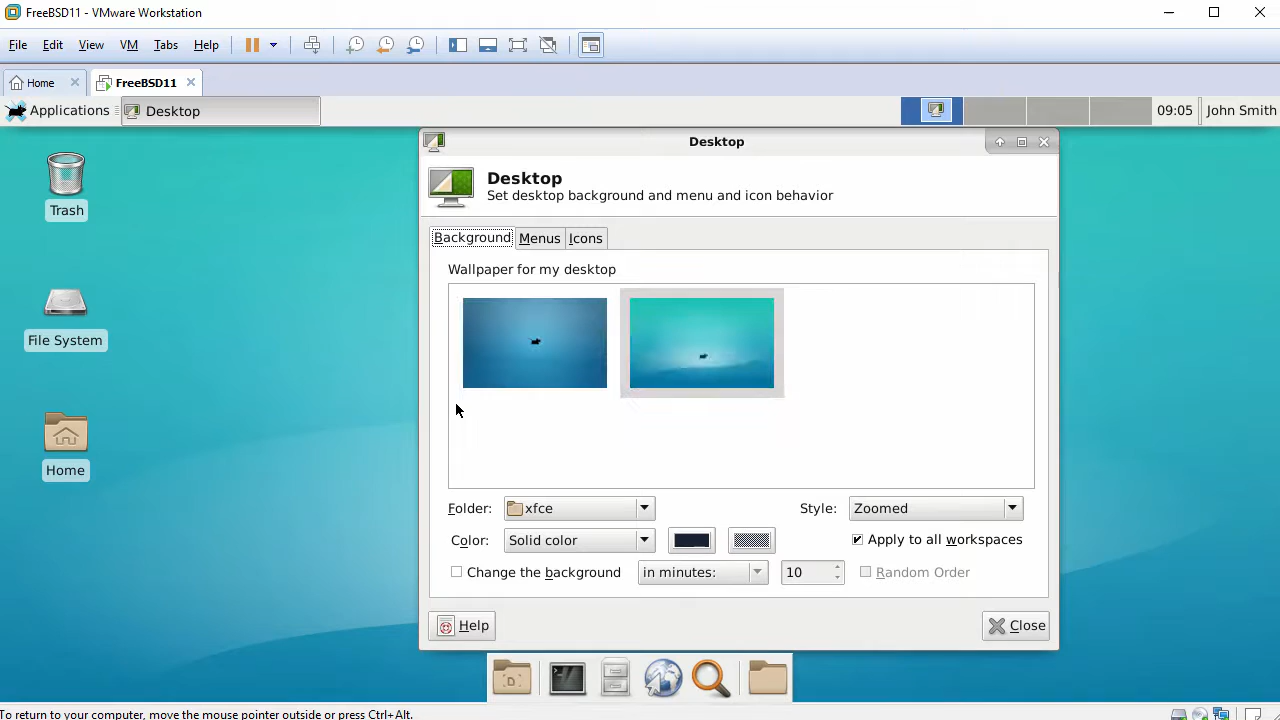 FreeBSD11 - VMware Workstation
File Edit View VM Tabs Help
Home FreeBSD11
Applications Desktop 09:05 John Smith
Desktop
Trash
File System
Home
Desktop
Set desktop background and menu and icon behavior
Background Menus Icons
Wallpaper for my desktop
Folder: xfce Style: Zoomed
Color: Solid color Apply to all workspaces
Change the background in minutes: 10 Random Order
Help Close
D
To return to your computer, move the mouse pointer outside or press Ctrl+Alt.